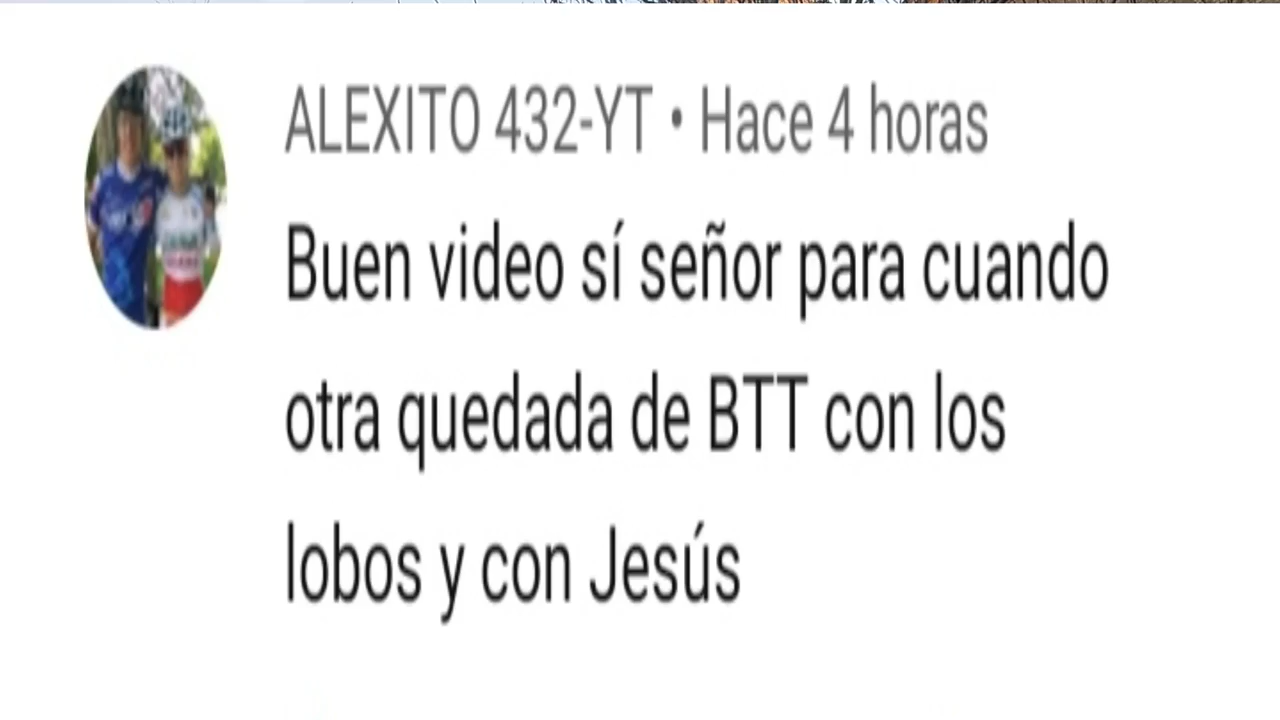 ALEXITO 432-YT • Hace 4 horas
Buen video sí señor para cuando
otra quedada de BTT con los
lobos y con Jesús